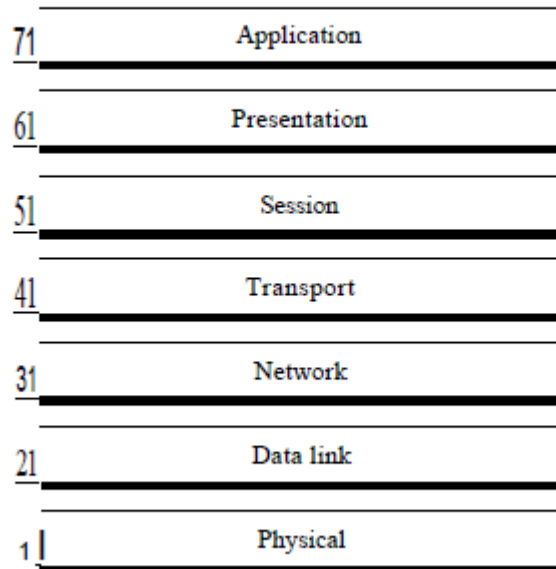 71 Application
61 Presentation
51 Session
41 Transport
31 Network
21 Data link
1 Physical